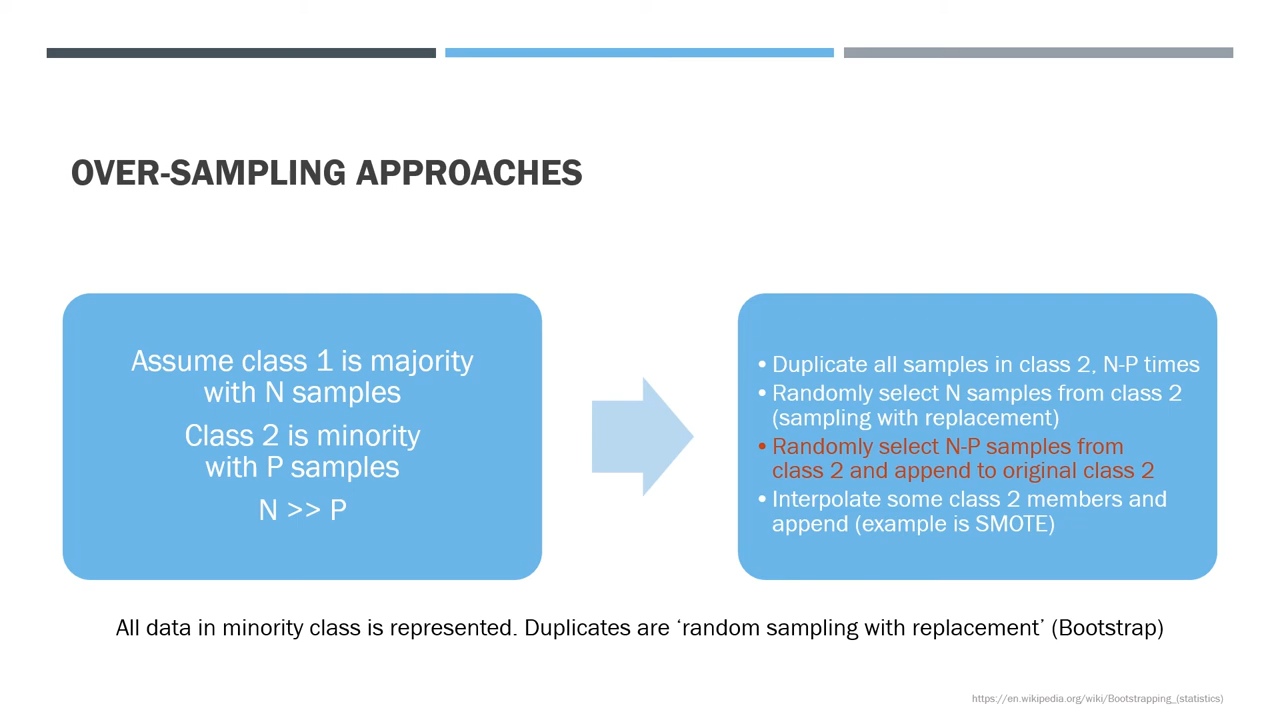 OVER-SAMPLING APPROACHES
Assume class 1 is majority
with N samples
Class 2 is minority
with P samples
N >> P
• Duplicate all samples in class 2, N-P times
• Randomly select N samples from class 2
(sampling with replacement)
• Randomly select N-P samples from
class 2 and append to original class 2
• Interpolate some class 2 members and
append (example is SMOTE)
All data in minority class is represented. Duplicates are ‘random sampling with replacement’ (Bootstrap)
https://en.wikipedia.org/wiki/Bootstrapping_(statistics)